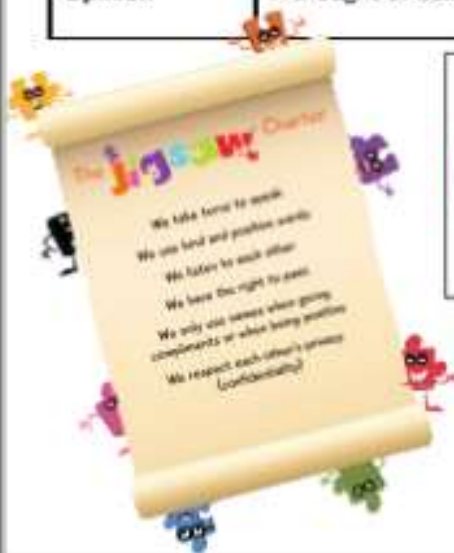 The Jigsaw Charter
We take turns to speak
We use kind and positive words
We listen to each other
We have the right to pass
We only use names when giving
compliments or when being positive
We respect each other's privacy
(confidentiality)